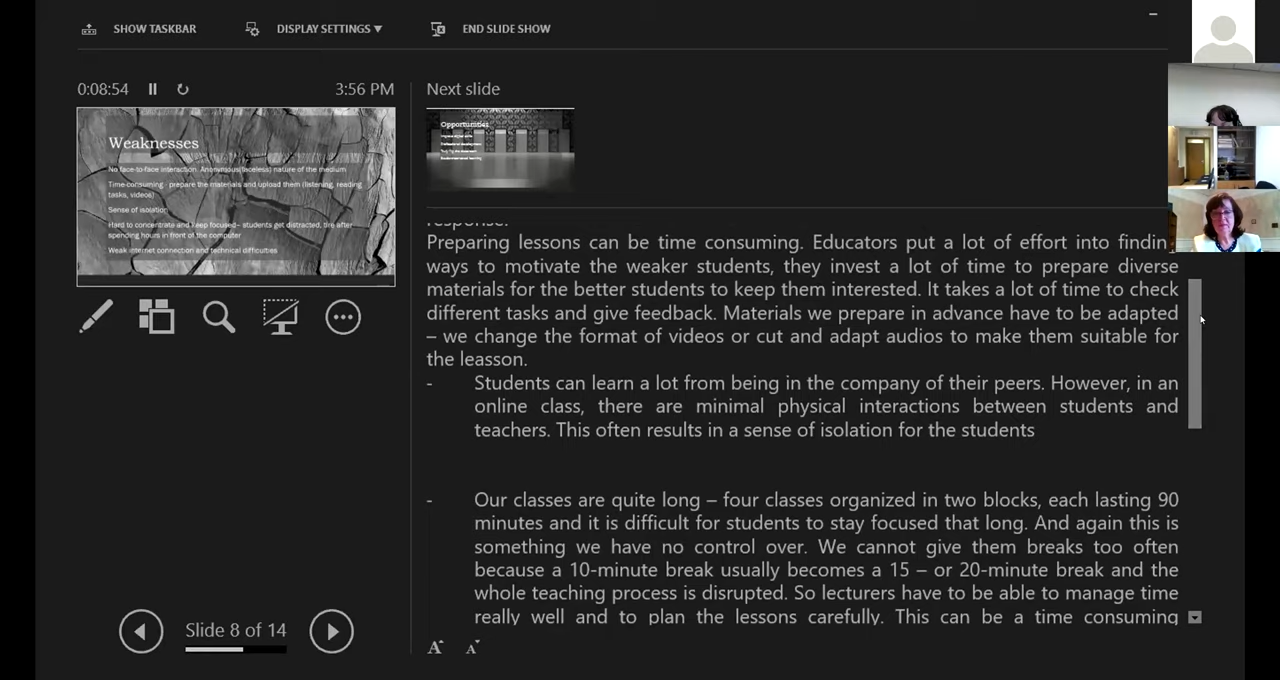 SHOW TASKBAR
DISPLAY SETTINGS ▼
END SLIDE SHOW
0:08:54
3:56 PM
Next slide
Weaknesses
No face-to-face interaction. Anonymous(faceless) nature of the medium
Time-consuming - prepare the materials and upload them (listening, reading
tasks, videos)
Sense of isolation
Hard to concentrate and keep focused– students get distracted, tire after
spending hours in front of the computer
Weak internet connection and technical difficulties
Opportunities
response.
Preparing lessons can be time consuming. Educators put a lot of effort into findin
ways to motivate the weaker students, they invest a lot of time to prepare diverse
materials for the better students to keep them interested. It takes a lot of time to check
different tasks and give feedback. Materials we prepare in advance have to be adapted
– we change the format of videos or cut and adapt audios to make them suitable for
the leasson.
- Students can learn a lot from being in the company of their peers. However, in an
online class, there are minimal physical interactions between students and
teachers. This often results in a sense of isolation for the students
- Our classes are quite long – four classes organized in two blocks, each lasting 90
minutes and it is difficult for students to stay focused that long. And again this is
something we have no control over. We cannot give them breaks too often
because a 10-minute break usually becomes a 15 – or 20-minute break and the
whole teaching process is disrupted. So lecturers have to be able to manage time
really well and to plan the lessons carefully. This can be a time consuming
Slide 8 of 14
A A